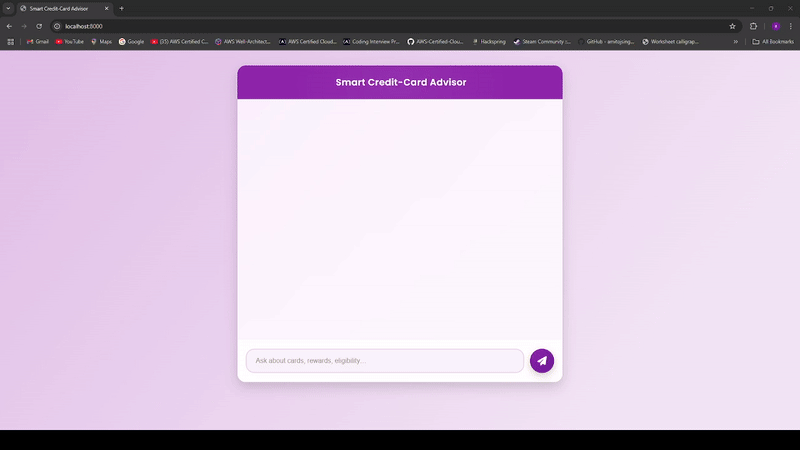 Smart Credit-Card Advisor
localhost:8000
Gmail YouTube Maps Google (35) AWS Certified C... AWS Well-Architect... AWS Certified Cloud... Coding Interview Pr... AWS-Certified-Clou... Hackspring Steam Community :... GitHub - amitojsing... Worksheet calligrap... » All Bookmarks
Smart Credit-Card Advisor
Ask about cards, rewards, eligibility...